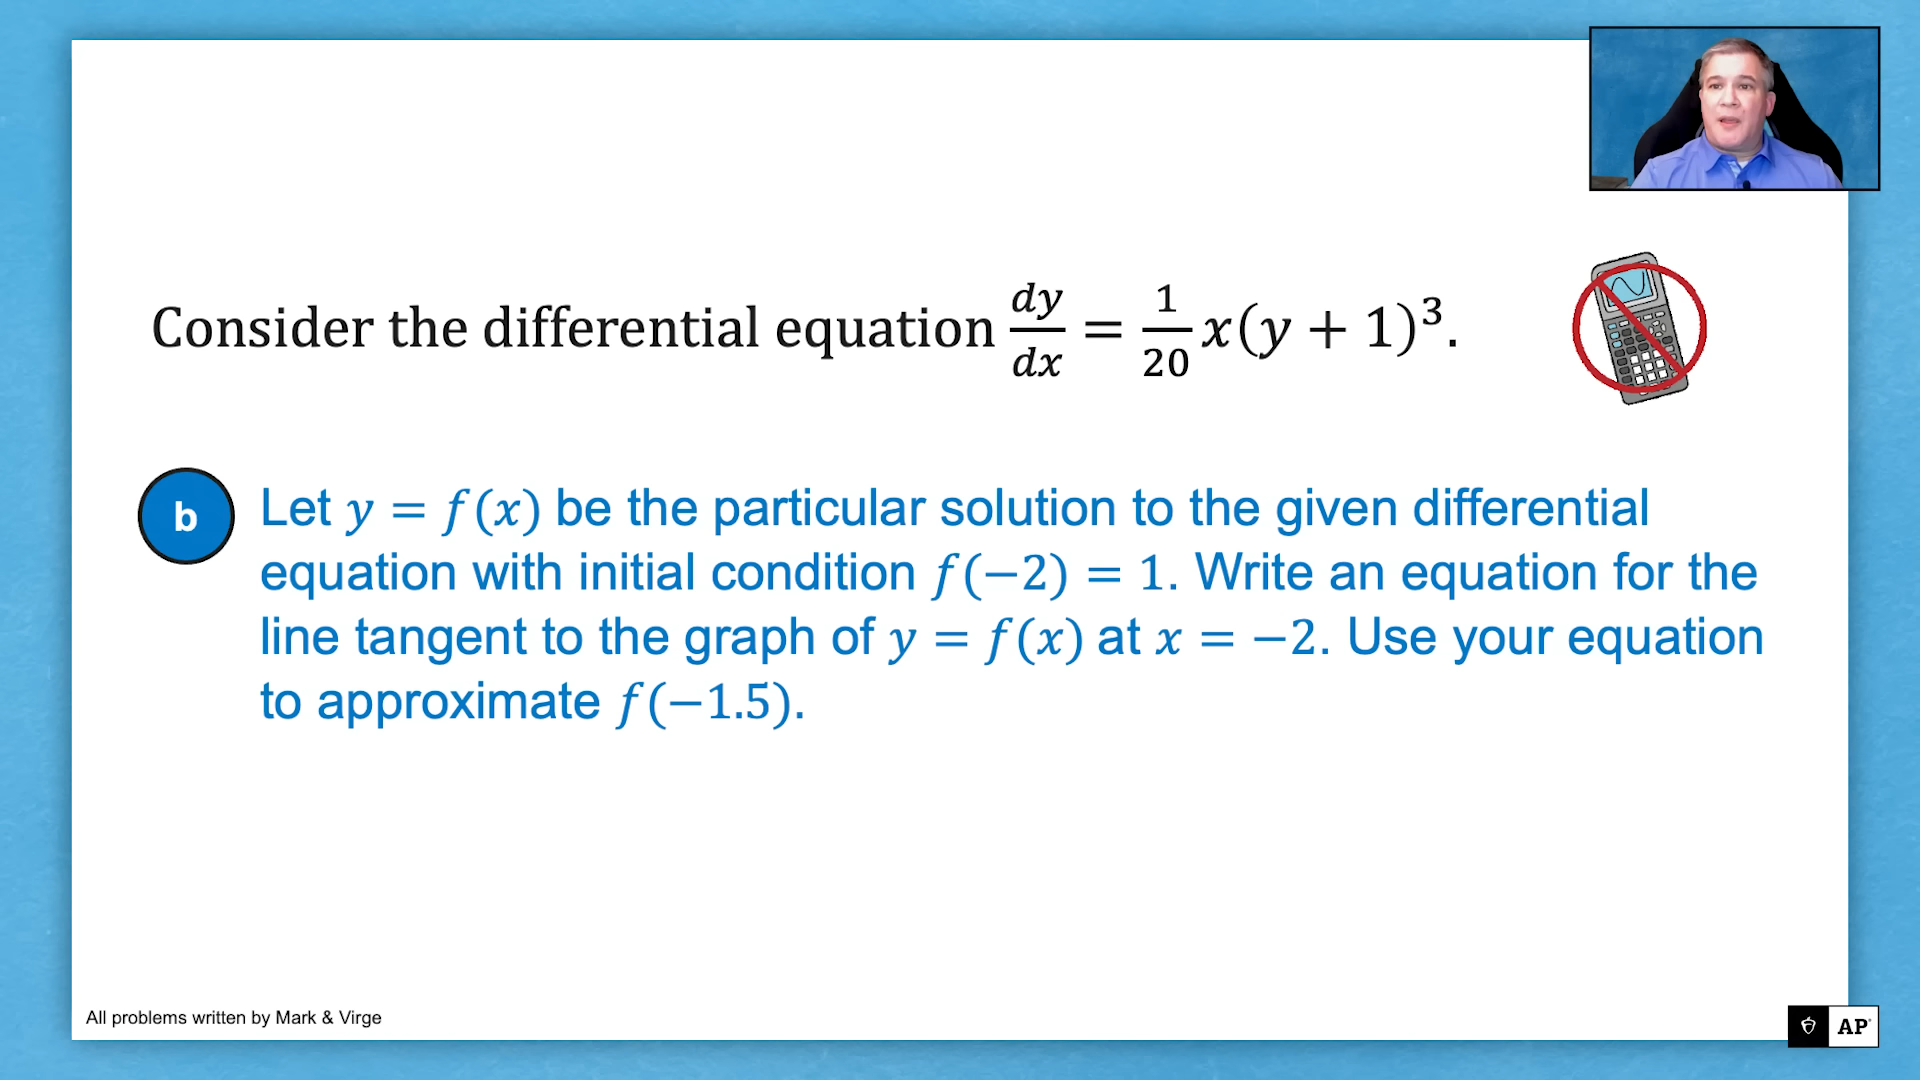 Consider the differential equation dy/dx = 1/20 x(y + 1)³.
b
Let y = f(x) be the particular solution to the given differential
equation with initial condition f(−2) = 1. Write an equation for the
line tangent to the graph of y = f(x) at x = −2. Use your equation
to approximate f(−1.5).
All problems written by Mark & Virge
AP